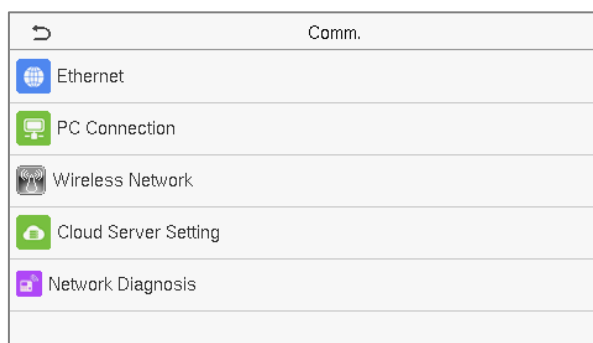 Comm.
Ethernet
PC Connection
Wireless Network
Cloud Server Setting
Network Diagnosis